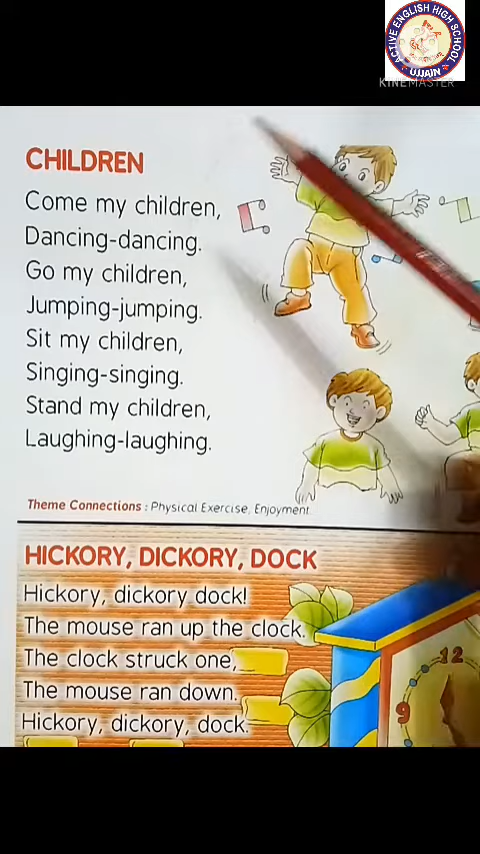 ACTIVE ENGLISH HIGH SCHOOL
UJJAIN
KINEMASTER
CHILDREN
Come my children,
Dancing-dancing.
Go my children,
Jumping-jumping.
Sit my children,
Singing-singing.
Stand my children,
Laughing-laughing.
Theme Connections : Physical Exercise, Enjoyment
HICKORY, DICKORY, DOCK
Hickory, dickory dock!
The mouse ran up the clock.
The clock struck one,
The mouse ran down.
Hickory, dickory, dock.
12
9